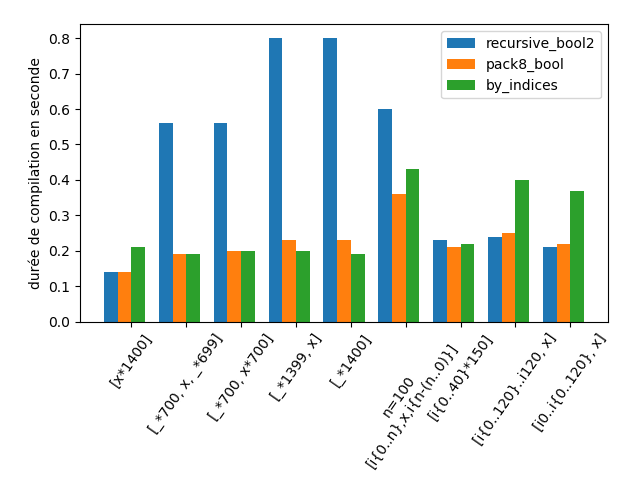 durée de compilation en seconde
0.8
0.7
0.6
0.5
0.4
0.3
0.2
0.1
0.0
recursive_bool2
pack8_bool
by_indices
[x*1400]
[_*700, x, _*699]
[_*700, x*700]
[_*1399, x]
[_*1400]
n=100
[i{0..n},x,i{n-(n..0)}]
[i{0..40}*150]
[i{0..120}..i120, x]
[i0..i{0..120}, x]